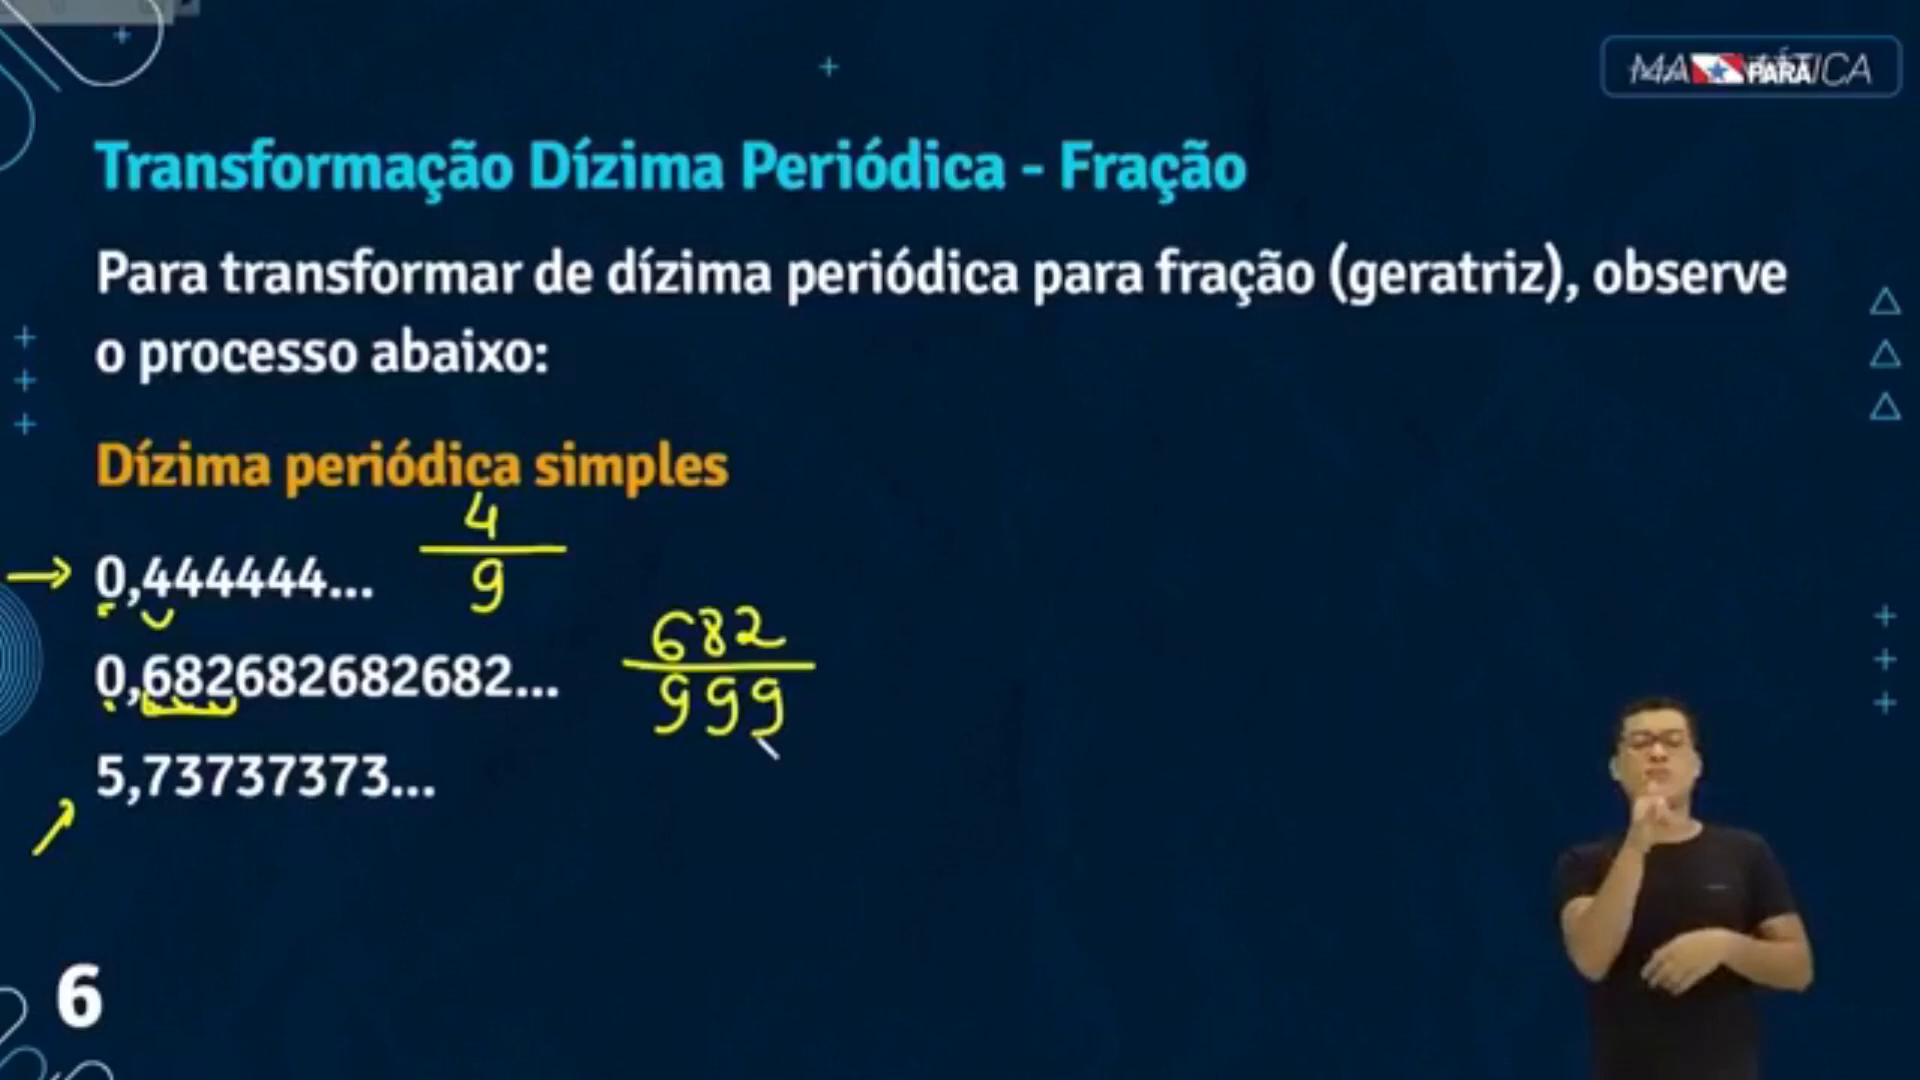 PARÁ
Transformação Dízima Periódica - Fração
Para transformar de dízima periódica para fração (geratriz), observe
o processo abaixo:
Dízima periódica simples
0,444444... 4/9
0,682682682682... 682/999
5,73737373...
6